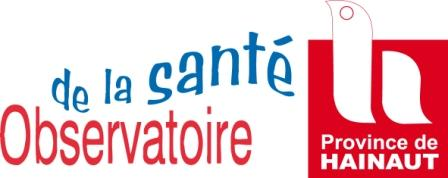 de la santé
Observatoire
Province de
HAINAUT